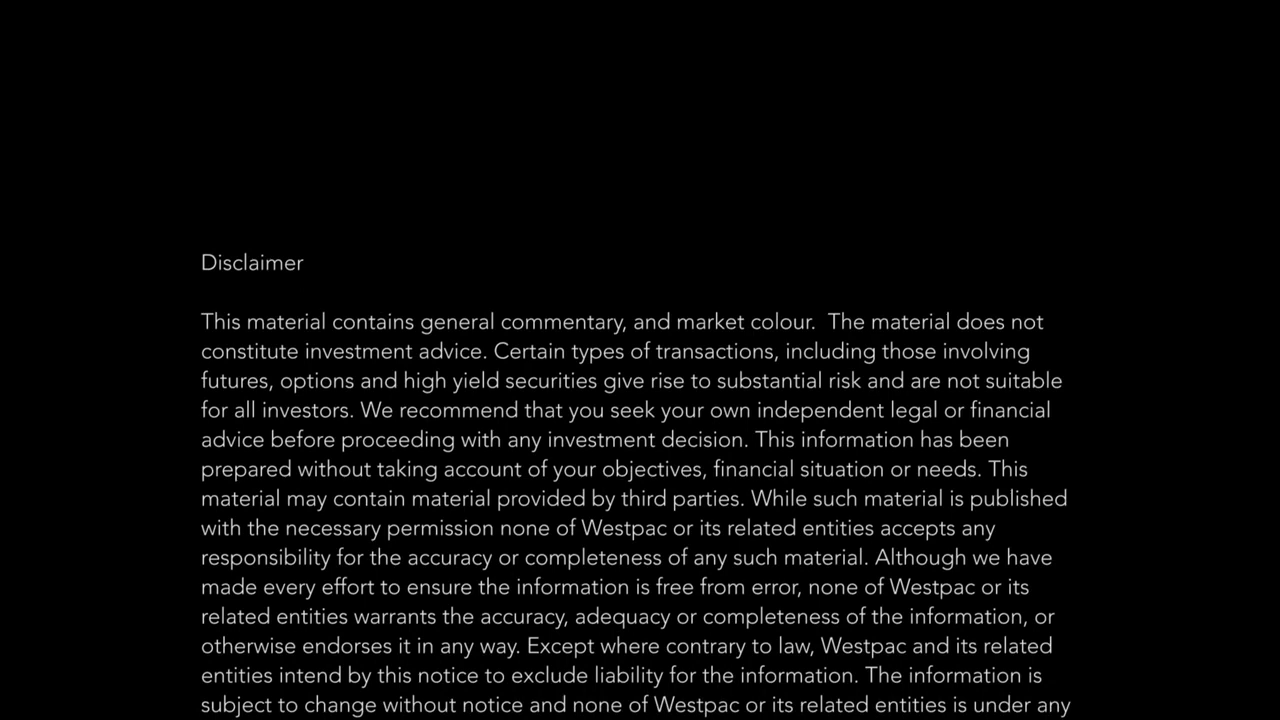 Disclaimer
This material contains general commentary, and market colour.  The material does not
constitute investment advice. Certain types of transactions, including those involving
futures, options and high yield securities give rise to substantial risk and are not suitable
for all investors. We recommend that you seek your own independent legal or financial
advice before proceeding with any investment decision. This information has been
prepared without taking account of your objectives, financial situation or needs. This
material may contain material provided by third parties. While such material is published
with the necessary permission none of Westpac or its related entities accepts any
responsibility for the accuracy or completeness of any such material. Although we have
made every effort to ensure the information is free from error, none of Westpac or its
related entities warrants the accuracy, adequacy or completeness of the information, or
otherwise endorses it in any way. Except where contrary to law, Westpac and its related
entities intend by this notice to exclude liability for the information. The information is
subject to change without notice and none of Westpac or its related entities is under any